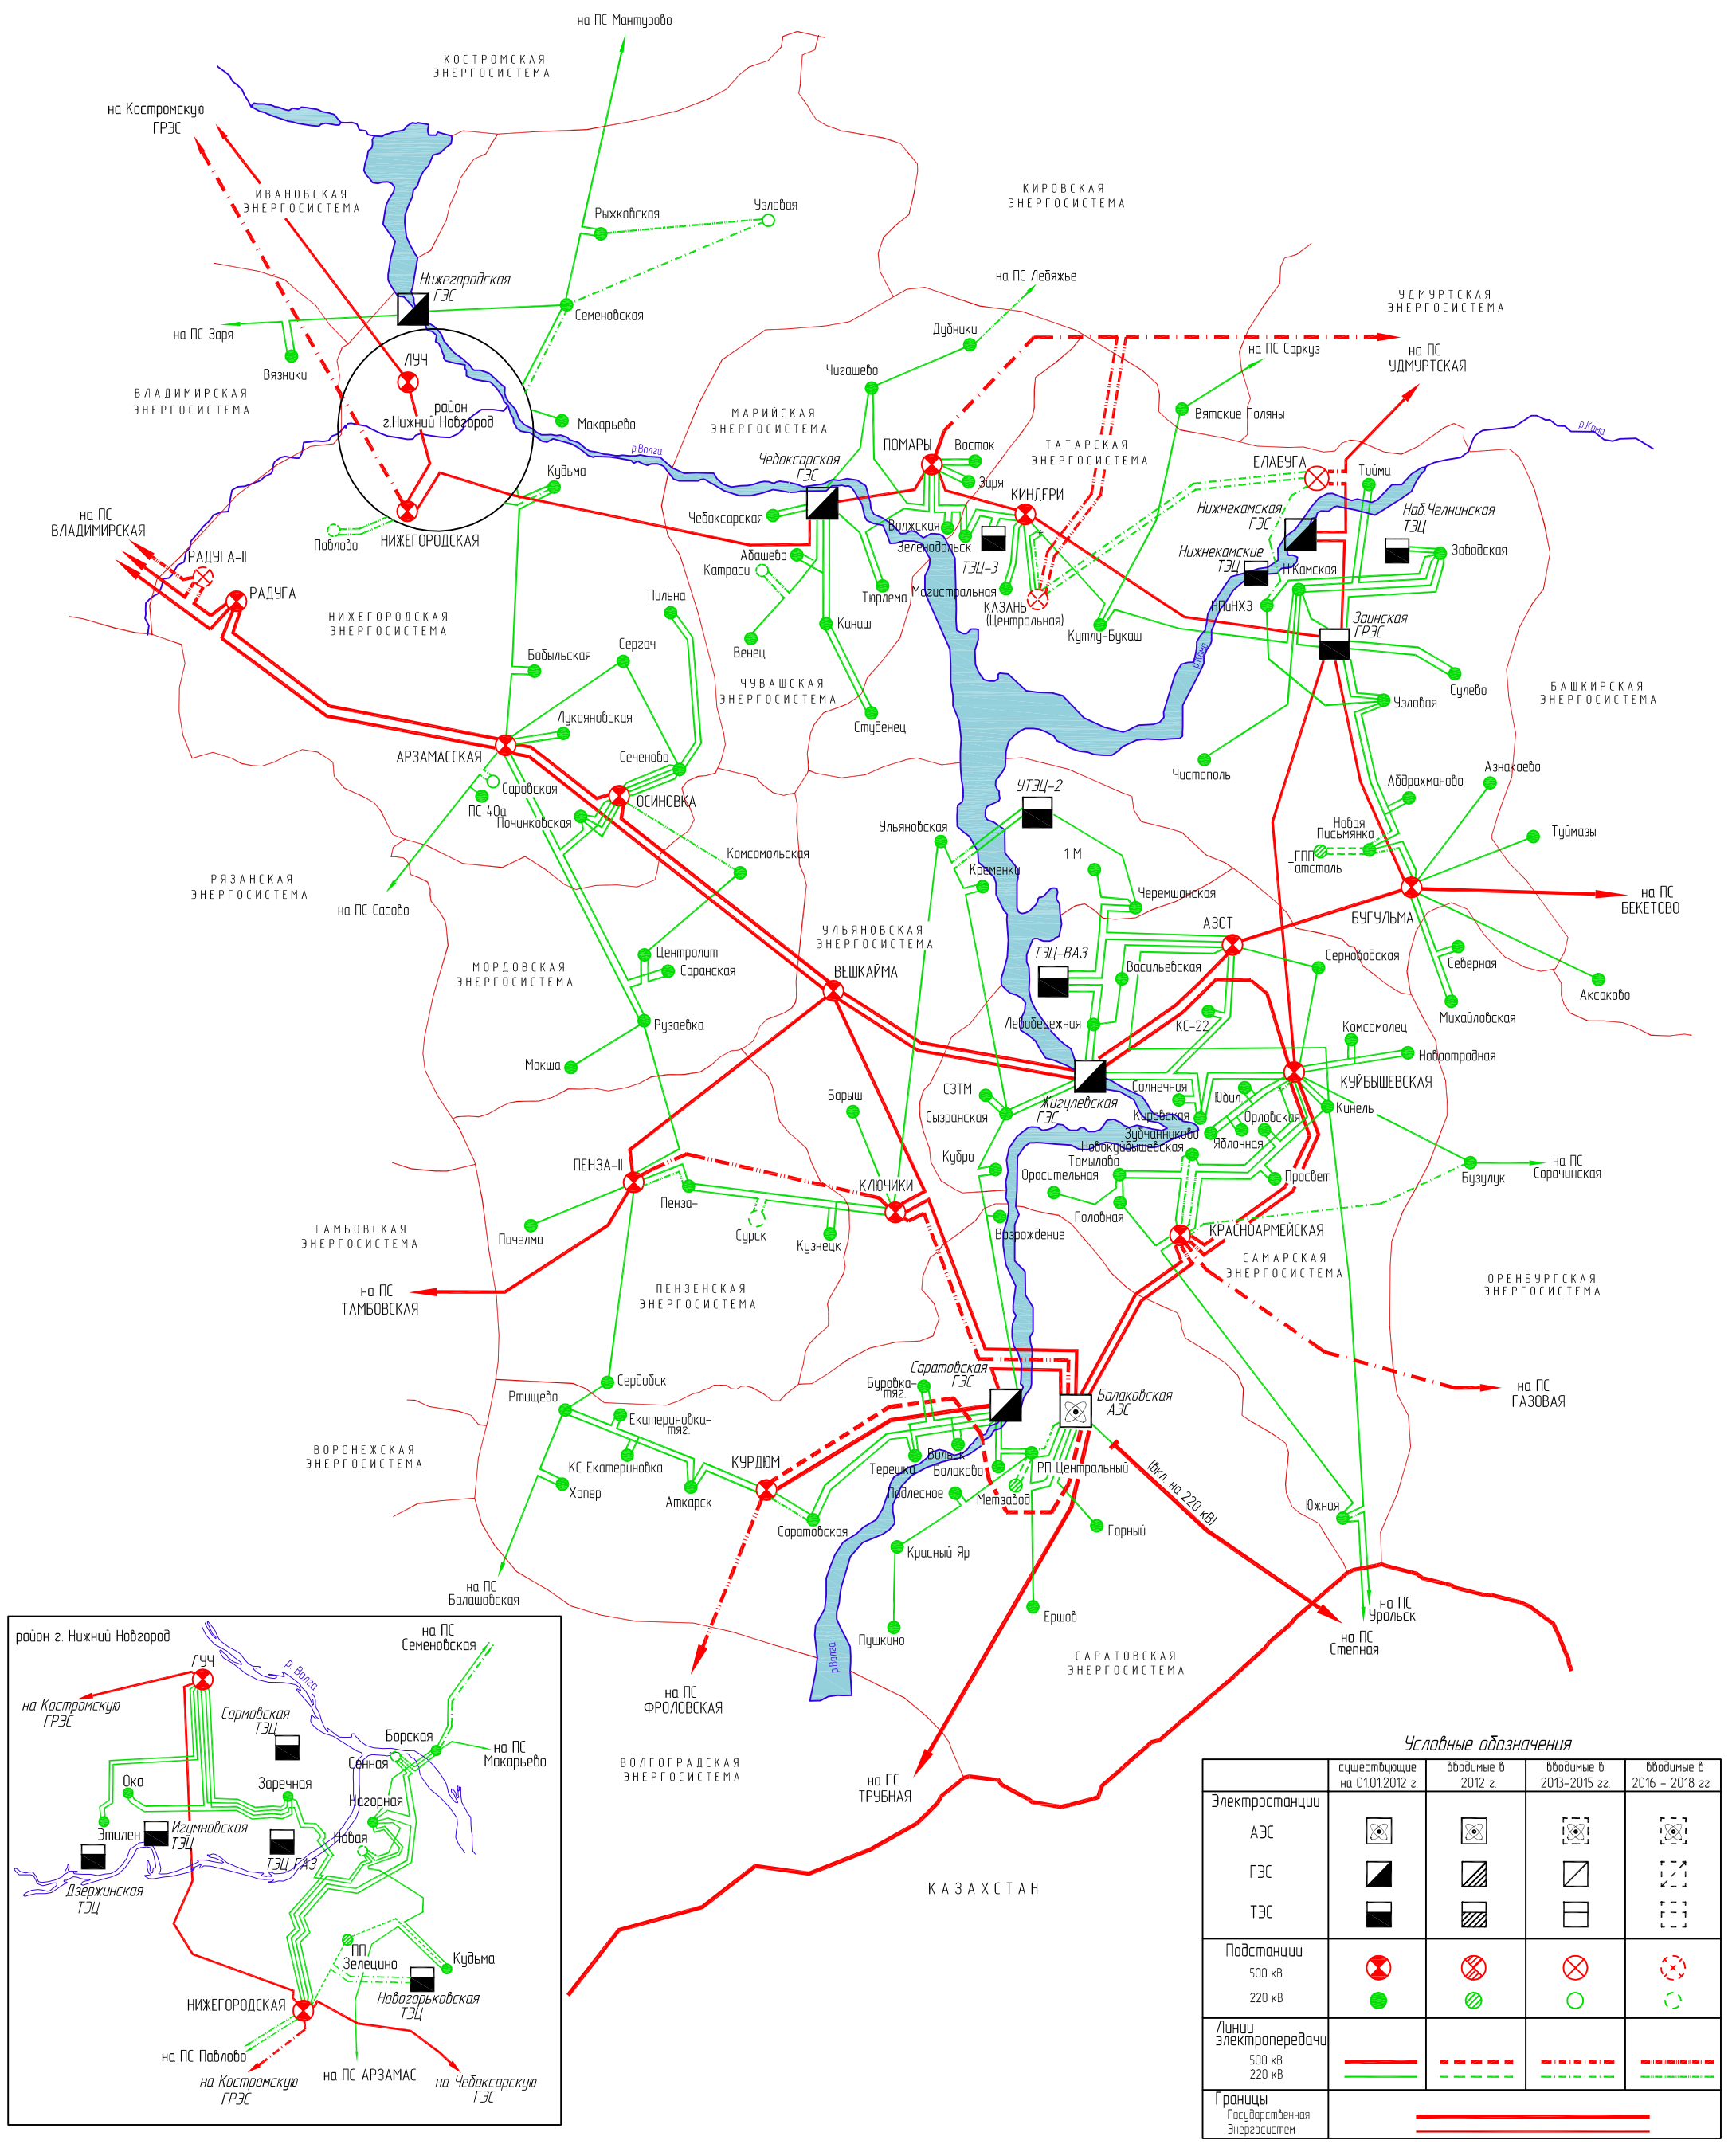 на ПС Мантурово
КОСТРОМСКАЯ
ЭНЕРГОСИСТЕМА
на Костромскую
ГРЭС
ИВАНОВСКАЯ
ЭНЕРГОСИСТЕМА
КИРОВСКАЯ
ЭНЕРГОСИСТЕМА
Рыжковская
Узловая
Нижегородская
ГЭС
на ПС Лебяжье
УДМУРТСКАЯ
ЭНЕРГОСИСТЕМА
Семеновская
на ПС Заря
Вязники
ЛУЧ
Дубники
на ПС Саркуз
на ПС
УДМУРТСКАЯ
ВЛАДИМИРСКАЯ
ЭНЕРГОСИСТЕМА
район
г.Нижний Новгород
Чигашево
Макарьево
МАРИЙСКАЯ
ЭНЕРГОСИСТЕМА
Вятские Поляны
р.Волга
р.Кама
ПОМАРЫ
Восток
Заря
ТАТАРСКАЯ
ЭНЕРГОСИСТЕМА
ЕЛАБУГА
Тойма
Чебоксарская
ГЭС
Кудьма
КИНДЕРИ
Нижнекамская
ГЭС
Наб.Челнинская
ТЭЦ
на ПС
ВЛАДИМИРСКАЯ
Павлово
НИЖЕГОРОДСКАЯ
Чебоксарская
Волжская
Зеленодольск
ТЭЦ-3
Абашево
Катраси
Нижнекамские
ТЭЦ
Н.Камская
Заводская
РАДУГА-II
РАДУГА
Тюрлема
Магистральная
КАЗАНЬ
(Центральная)
НПиНХЗ
Кутлу-Букаш
Заинская
ГРЭС
НИЖЕГОРОДСКАЯ
ЭНЕРГОСИСТЕМА
Пильна
Канаш
Венец
р.Кама
Сергач
Бобыльская
Сулево
ЧУВАШСКАЯ
ЭНЕРГОСИСТЕМА
БАШКИРСКАЯ
ЭНЕРГОСИСТЕМА
Узловая
Лукояновская
Студенец
АРЗАМАССКАЯ
Сеченово
Чистополь
Саровская
ПС 40а
ОСИНОВКА
Починковская
УТЭЦ-2
Абдрахманово
Азнакаево
Ульяновская
Новая
Письмянка
Туймазы
ГПП
Татсталь
Комсомольская
Кременки
1 М
Черемшанская
РЯЗАНСКАЯ
ЭНЕРГОСИСТЕМА
на ПС Сасово
БУГУЛЬМА
на ПС
БЕКЕТОВО
УЛЬЯНОВСКАЯ
ЭНЕРГОСИСТЕМА
АЗОТ
Центролит
Саранская
МОРДОВСКАЯ
ЭНЕРГОСИСТЕМА
ВЕШКАЙМА
ТЭЦ-ВАЗ
Васильевская
Серноводская
Северная
Аксаково
Рузаевка
Левобережная
КС-22
Михайловская
Комсомолец
Новоотрадная
Мокша
Барыш
СЗТМ
Сызранская
Жигулевская
ГЭС
Солнечная
КУЙБЫШЕВСКАЯ
Юбил
Кировская
Орловская
Кинель
Зубчаниново
Яблочная
Новокуйбышевская
Кубра
Томылово
ПЕНЗА-II
КЛЮЧИКИ
Оросительная
Просвет
Бузулук
на ПС
Сорочинская
Пенза-I
Головная
Сурск
Кузнецк
Возрождение
КРАСНОАРМЕЙСКАЯ
Пачелма
ТАМБОВСКАЯ
ЭНЕРГОСИСТЕМА
САМАРСКАЯ
ЭНЕРГОСИСТЕМА
ОРЕНБУРГСКАЯ
ЭНЕРГОСИСТЕМА
на ПС
ТАМБОВСКАЯ
ПЕНЗЕНСКАЯ
ЭНЕРГОСИСТЕМА
Сердобск
Саратовская
ГЭС
Балаковская
АЭС
на ПС
ГАЗОВАЯ
Ртищево
Буровка-
тяг.
Екатериновка-
тяг.
ВОРОНЕЖСКАЯ
ЭНЕРГОСИСТЕМА
КС Екатериновка
КУРДЮМ
Терешка
Вольск
Балаково
РП Центральный
(вкл. на 220 кВ)
Хопер
Аткарск
Подлесное
Метзавод
Саратовская
Горный
Южная
Красный Яр
на ПС
Балашовская
Ершов
на ПС
Уральск
на ПС
Степная
Пушкино
р.Волга
САРАТОВСКАЯ
ЭНЕРГОСИСТЕМА
на ПС
ФРОЛОВСКАЯ
ВОЛГОГРАДСКАЯ
ЭНЕРГОСИСТЕМА
на ПС
ТРУБНАЯ
КАЗАХСТАН
район г. Нижний Новгород
на ПС
Семеновская
ЛУЧ
р. Волга
на Костромскую
ГРЭС
Сормовская
ТЭЦ
Борская
Сенная
на ПС
Макарьево
Ока
Заречная
Нагорная
Этилен
Игумновская
ТЭЦ
Новая
ТЭЦ ГАЗ
Дзержинская
ТЭЦ
ПП
Зелецино
Кудьма
Новогорьковская
ТЭЦ
НИЖЕГОРОДСКАЯ
на ПС Павлово
на Костромскую
ГРЭС
на ПС АРЗАМАС
на Чебоксарскую
ГЭС
Условные обозначения
существующие
на 01.01.2012 г.
вводимые в
2012 г.
вводимые в
2013-2015 гг.
вводимые в
2016 - 2018 гг.
Электростанции
АЭС
ГЭС
ТЭС
Подстанции
500 кВ
220 кВ
Линии
электропередачи
500 кВ
220 кВ
Границы
Государственная
Энергосистем